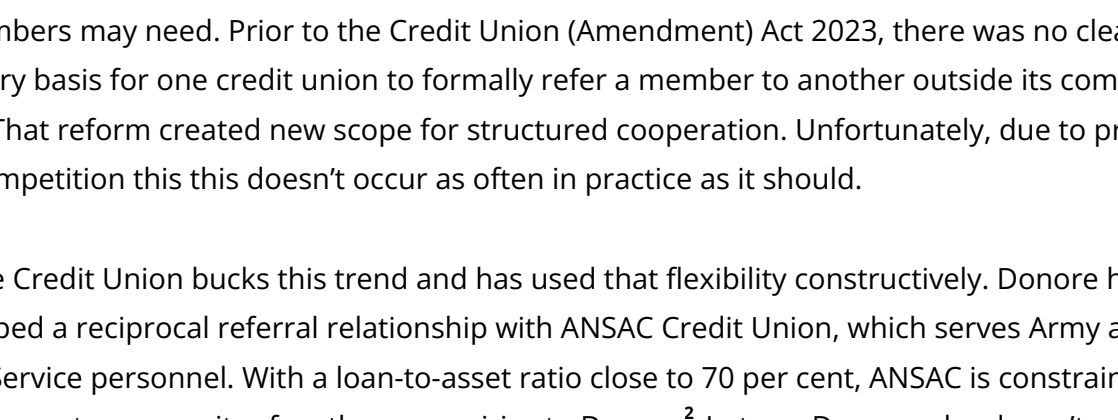 mbers may need. Prior to the Credit Union (Amendment) Act 2023, there was no clea
ry basis for one credit union to formally refer a member to another outside its com
That reform created new scope for structured cooperation. Unfortunately, due to pr
mpetition this this doesn’t occur as often in practice as it should.
e Credit Union bucks this trend and has used that flexibility constructively. Donore h
ped a reciprocal referral relationship with ANSAC Credit Union, which serves Army a
Service personnel. With a loan-to-asset ratio close to 70 per cent, ANSAC is constrain
2